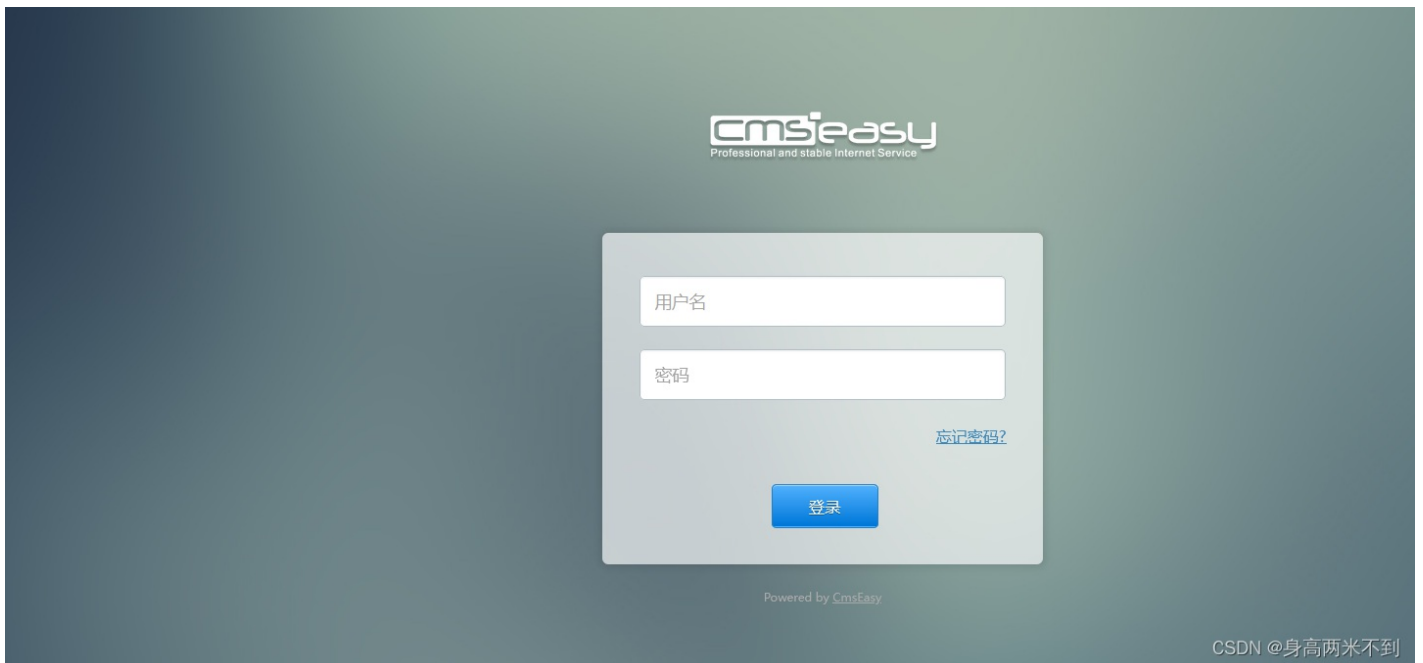 cmseasy
Professional and stable Internet Service
用户名
密码
忘记密码?
登录
Powered by CmsEasy
CSDN @身高两米不到